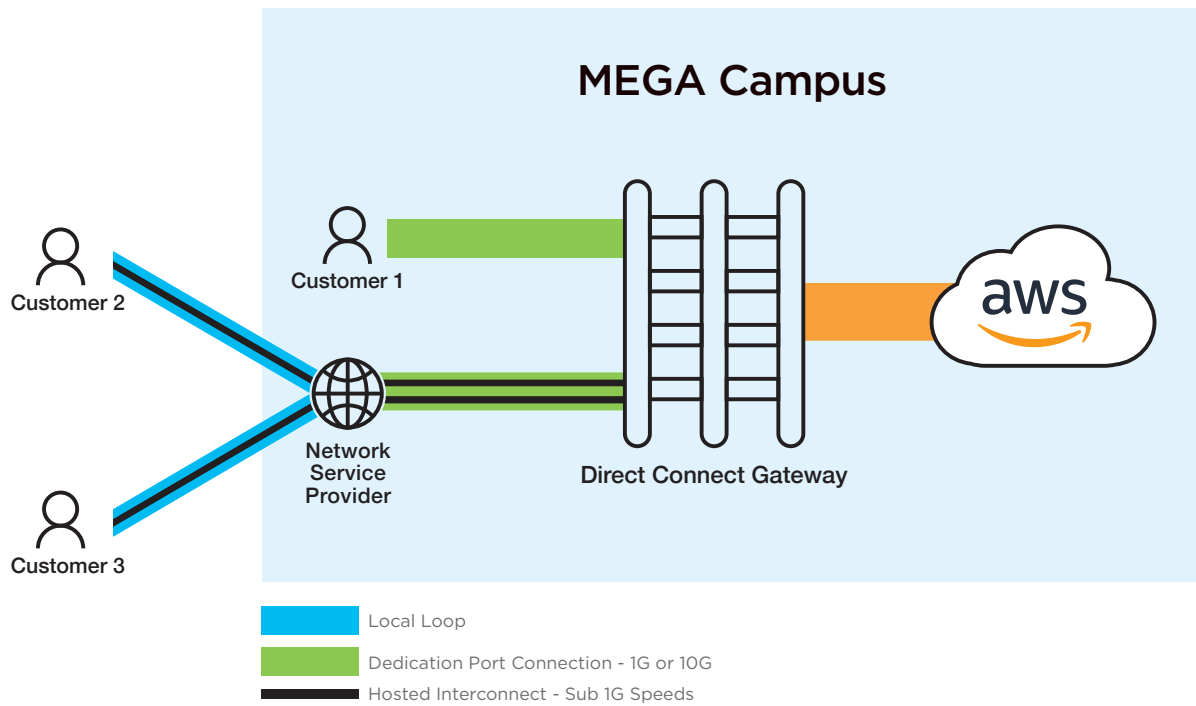 MEGA Campus
Customer 1
Customer 2
aws
Network
Service
Provider
Direct Connect Gateway
Customer 3
Local Loop
Dedication Port Connection - 1G or 10G
Hosted Interconnect - Sub 1G Speeds